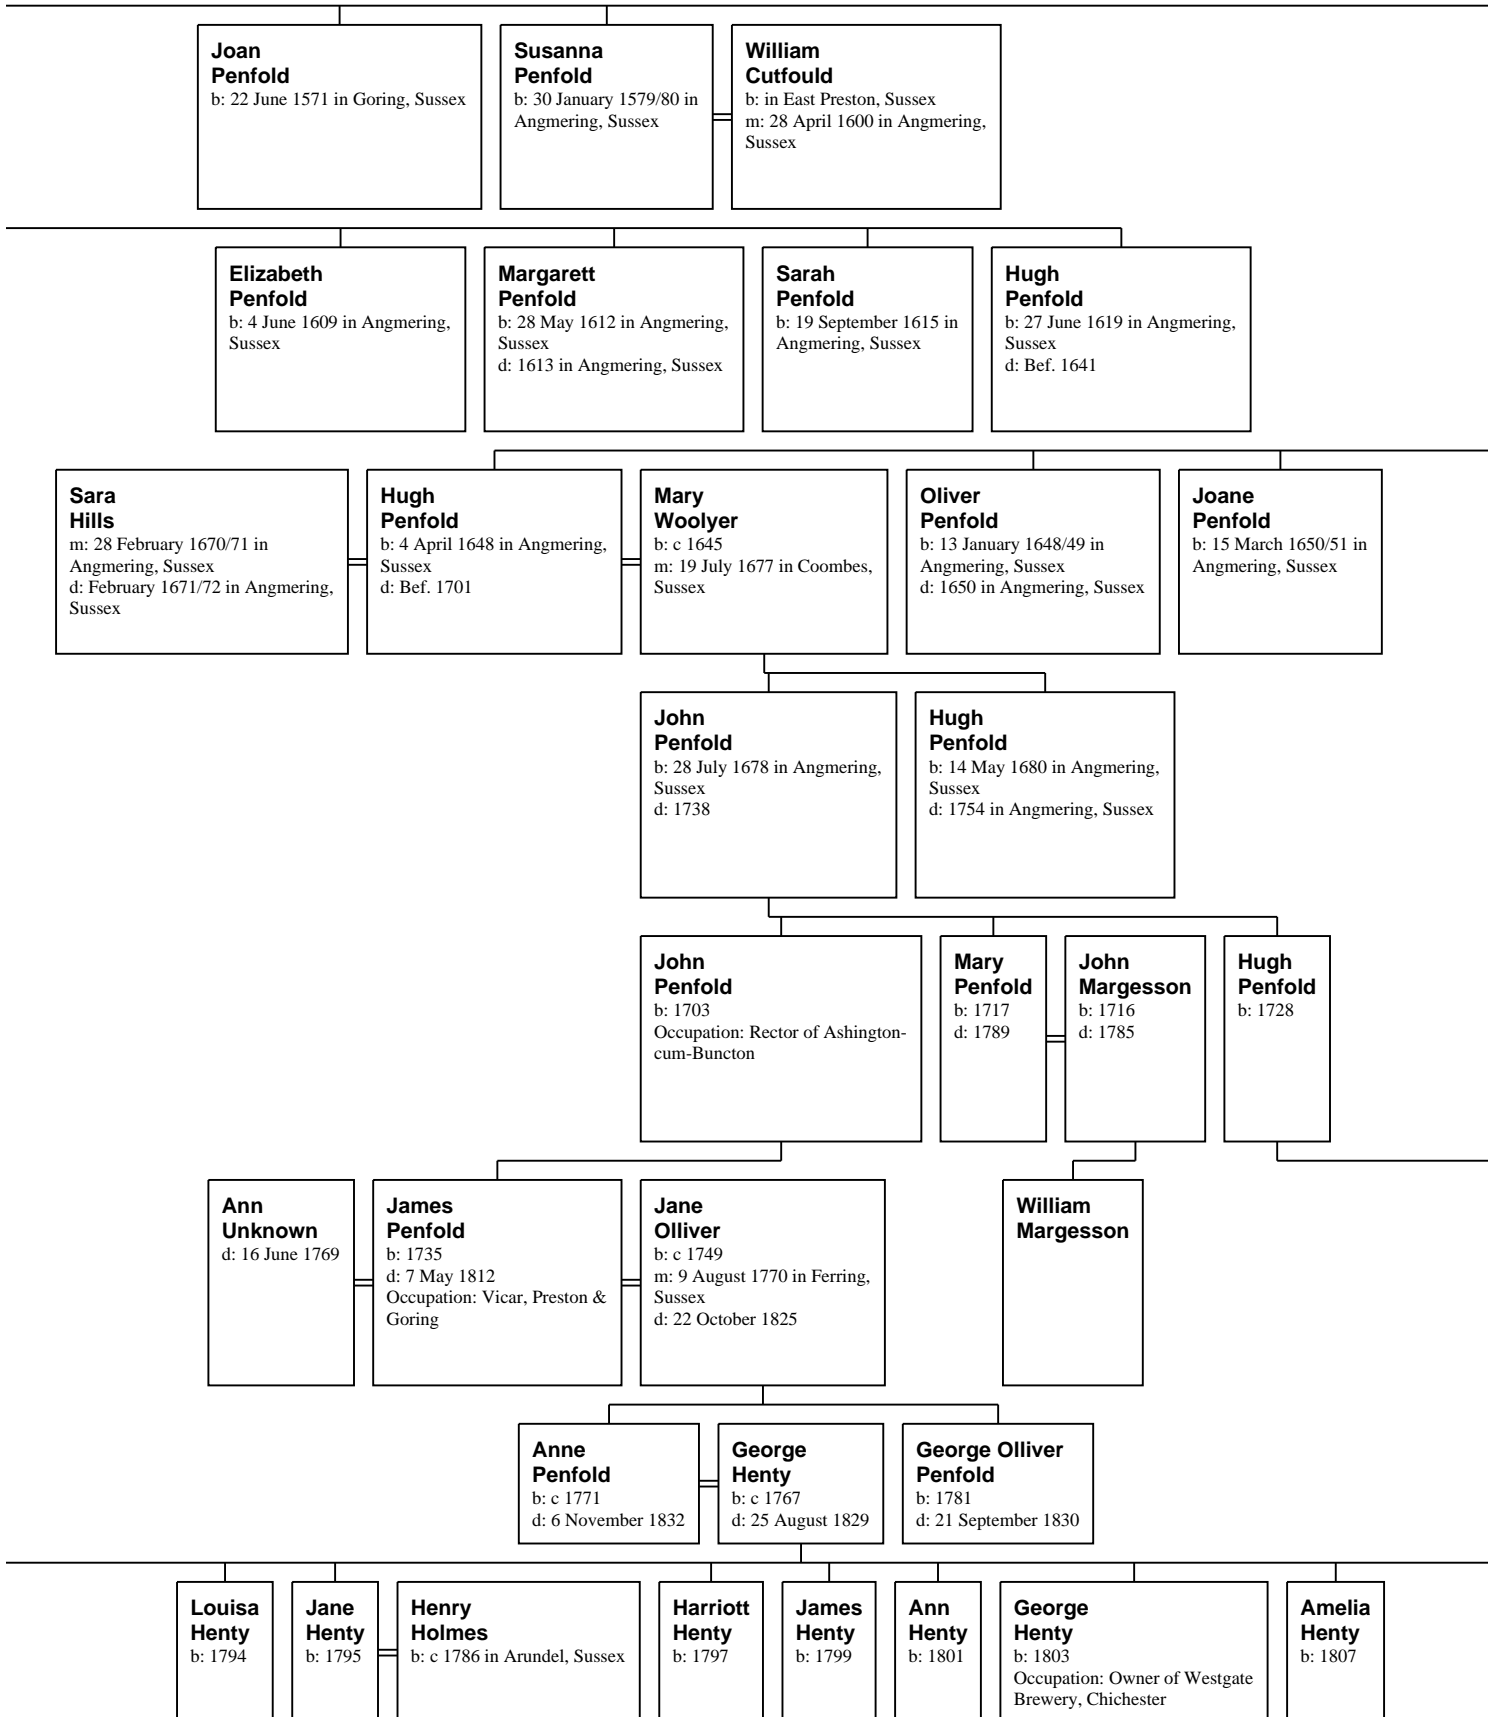 Joan
Penfold
b: 22 June 1571 in Goring, Sussex
Susanna
Penfold
b: 30 January 1579/80 in
Angmering, Sussex
William
Cutfould
b: in East Preston, Sussex
m: 28 April 1600 in Angmering,
Sussex
Elizabeth
Penfold
b: 4 June 1609 in Angmering,
Sussex
Margarett
Penfold
b: 28 May 1612 in Angmering,
Sussex
d: 1613 in Angmering, Sussex
Sarah
Penfold
b: 19 September 1615 in
Angmering, Sussex
Hugh
Penfold
b: 27 June 1619 in Angmering,
Sussex
d: Bef. 1641
Sara
Hills
m: 28 February 1670/71 in
Angmering, Sussex
d: February 1671/72 in Angmering,
Sussex
Hugh
Penfold
b: 4 April 1648 in Angmering,
Sussex
d: Bef. 1701
Mary
Woolyer
b: c 1645
m: 19 July 1677 in Coombes,
Sussex
Oliver
Penfold
b: 13 January 1648/49 in
Angmering, Sussex
d: 1650 in Angmering, Sussex
Joane
Penfold
b: 15 March 1650/51 in
Angmering, Sussex
John
Penfold
b: 28 July 1678 in Angmering,
Sussex
d: 1738
Hugh
Penfold
b: 14 May 1680 in Angmering,
Sussex
d: 1754 in Angmering, Sussex
John
Penfold
b: 1703
Occupation: Rector of Ashington-
cum-Buncton
Mary
Penfold
b: 1717
d: 1789
John
Margesson
b: 1716
d: 1785
Hugh
Penfold
b: 1728
Ann
Unknown
d: 16 June 1769
James
Penfold
b: 1735
d: 7 May 1812
Occupation: Vicar, Preston &
Goring
Jane
Olliver
b: c 1749
m: 9 August 1770 in Ferring,
Sussex
d: 22 October 1825
William
Margesson
Anne
Penfold
b: c 1771
d: 6 November 1832
George
Henty
b: c 1767
d: 25 August 1829
George Olliver
Penfold
b: 1781
d: 21 September 1830
Louisa
Henty
b: 1794
Jane
Henty
b: 1795
Henry
Holmes
b: c 1786 in Arundel, Sussex
Harriott
Henty
b: 1797
James
Henty
b: 1799
Ann
Henty
b: 1801
George
Henty
b: 1803
Occupation: Owner of Westgate
Brewery, Chichester
Amelia
Henty
b: 1807